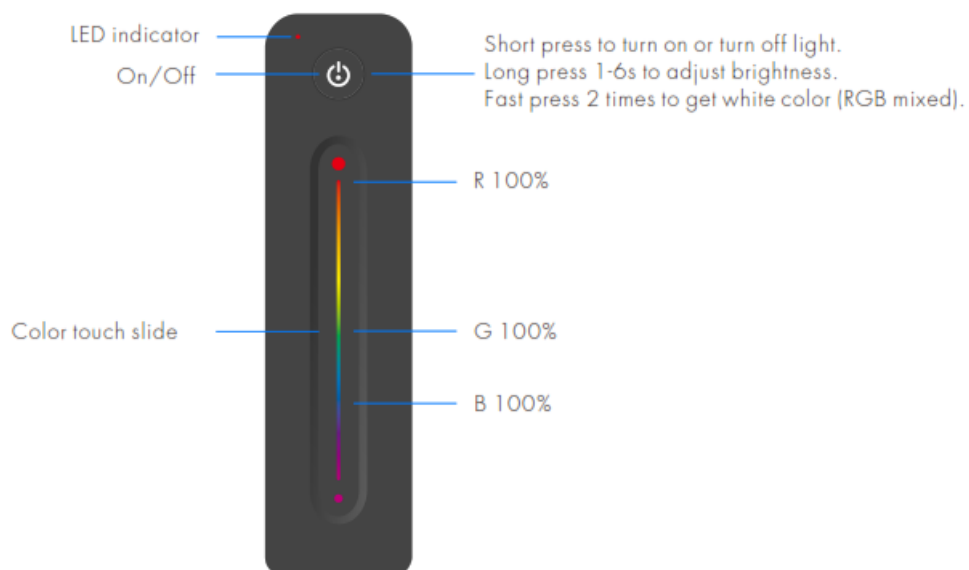 LED indicator
On/Off
Short press to turn on or turn off light.
Long press 1-6s to adjust brightness.
Fast press 2 times to get white color (RGB mixed).
R 100%
Color touch slide
G 100%
B 100%